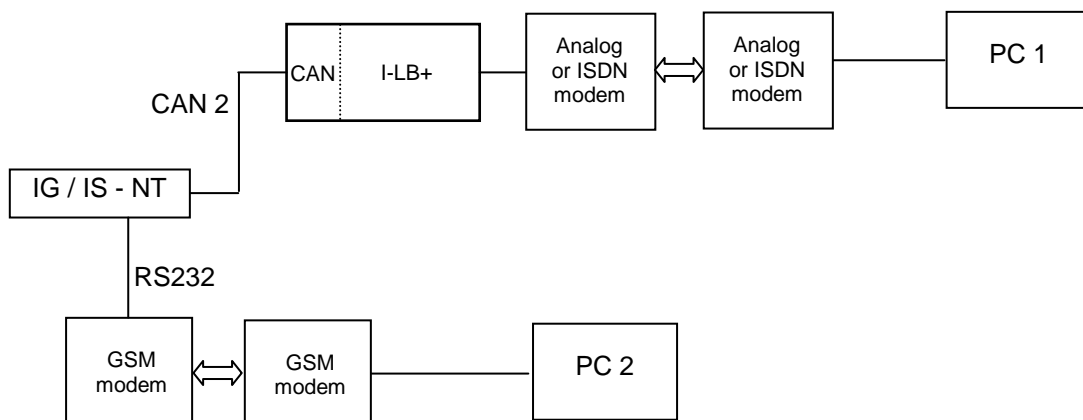 Analog
or ISDN
modem
Analog
or ISDN
modem
PC 1
CAN
I-LB+
CAN 2
IG / IS - NT
RS232
GSM
modem
GSM
modem
PC 2